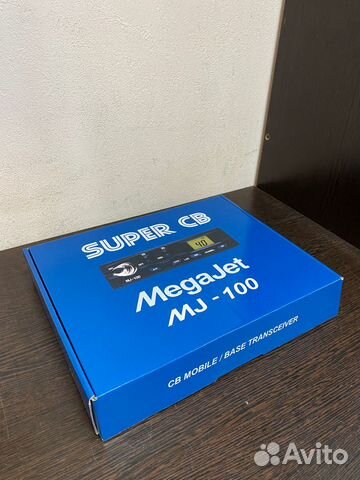 SUPER CB
40
MJ-100
MegaJet
MJ - 100
CB MOBILE / BASE TRANSCEIVER
Avito